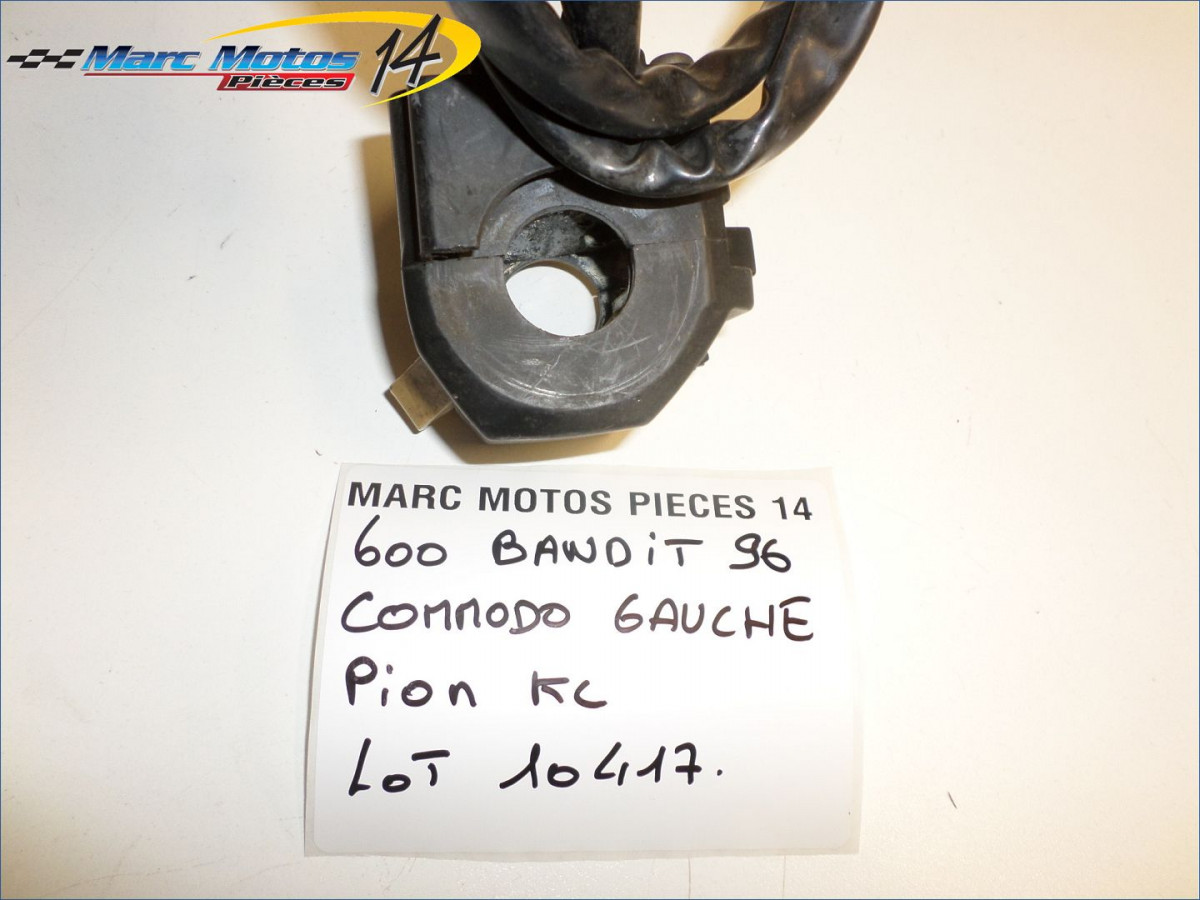 Marc Motos 14
Pièces
MARC MOTOS PIECES 14
600 BANDIT 96
COMMODO GAUCHE
Pion KC
LOT 10417.